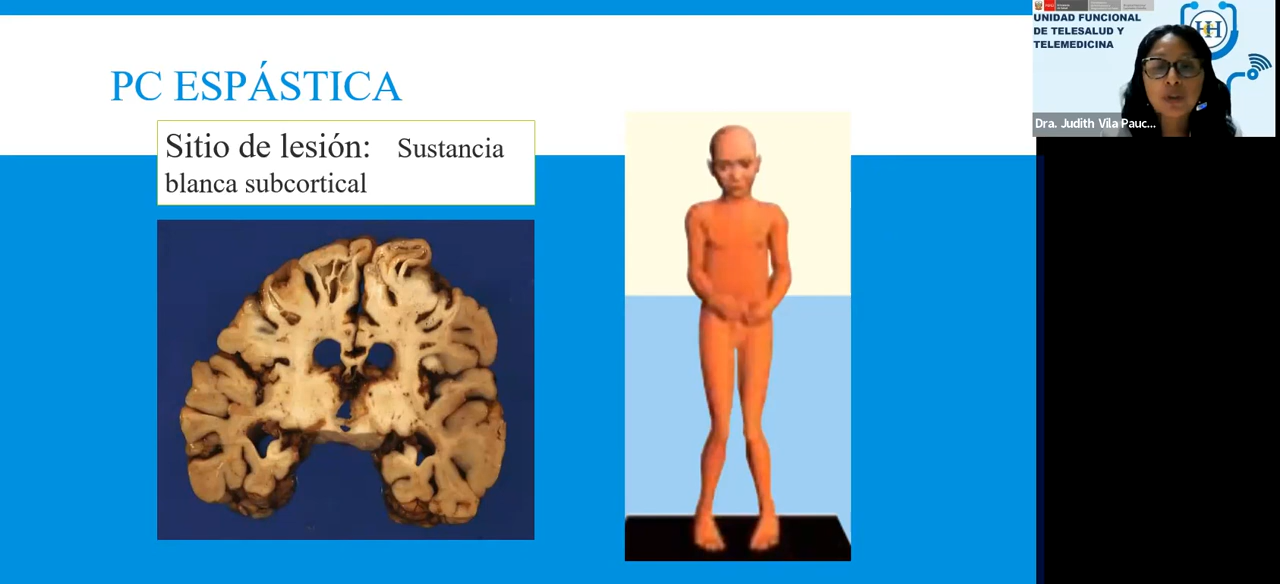 PC ESPÁSTICA
Sitio de lesión: Sustancia
blanca subcortical
UNIDAD FUNCIONAL
DE TELESALUD Y
TELEMEDICINA
Dra. Judith Vila Pauc...